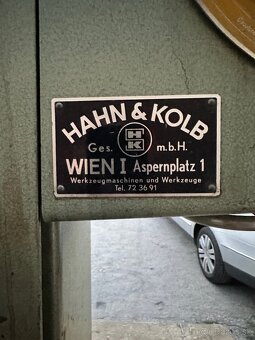 HAHN & KOLB
Ges. HK m.b.H.
WIEN I Aspernplatz 1
Werkzeugmaschinen und Werkzeuge
Tel. 72 36 91